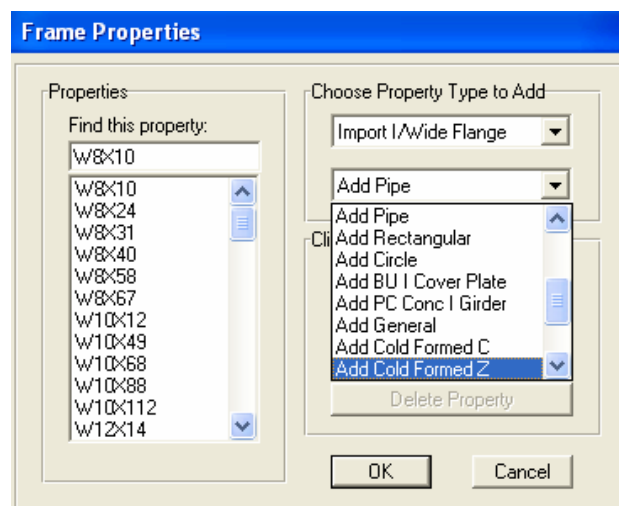 Frame Properties
Properties
Find this property:
W8X10
W8X10
W8X24
W8X31
W8X40
W8X58
W8X67
W10X12
W10X49
W10X68
W10X88
W10X112
W12X14
Choose Property Type to Add
Import I/Wide Flange
Add Pipe
Add Pipe
Add Rectangular
Add Circle
Add BU I Cover Plate
Add PC Conc I Girder
Add General
Add Cold Formed C
Add Cold Formed Z
Cli
Delete Property
OK
Cancel